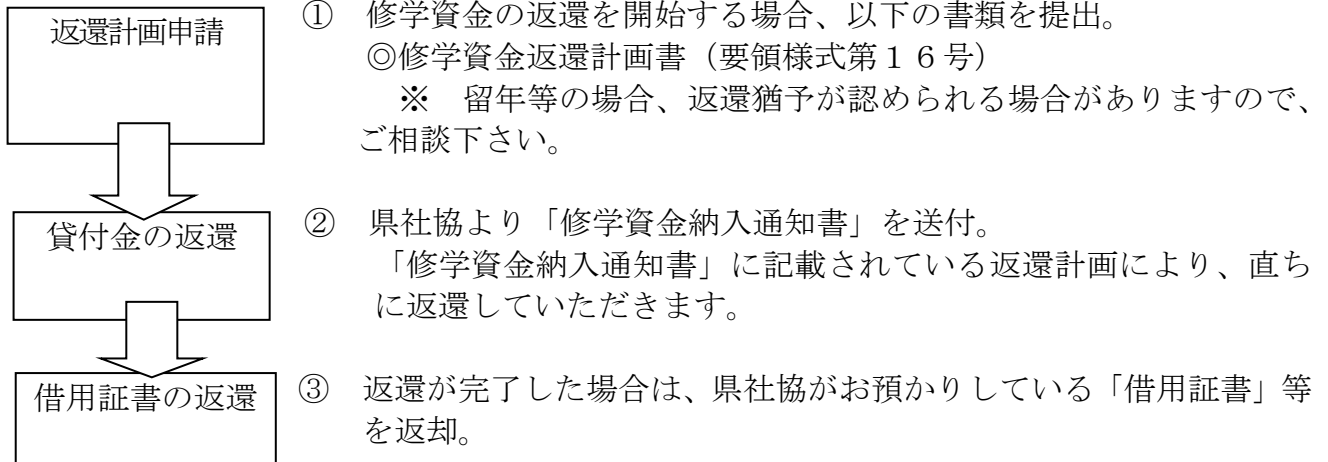 返還計画申請
① 修学資金の返還を開始する場合、以下の書類を提出。
◎修学資金返還計画書（要領様式第１６号）
※ 留年等の場合、返還猶予が認められる場合がありますので、
ご相談下さい。
貸付金の返還
② 県社協より「修学資金納入通知書」を送付。
「修学資金納入通知書」に記載されている返還計画により、直ち
に返還していただきます。
借用証書の返還
③ 返還が完了した場合は、県社協がお預かりしている「借用証書」等
を返却。